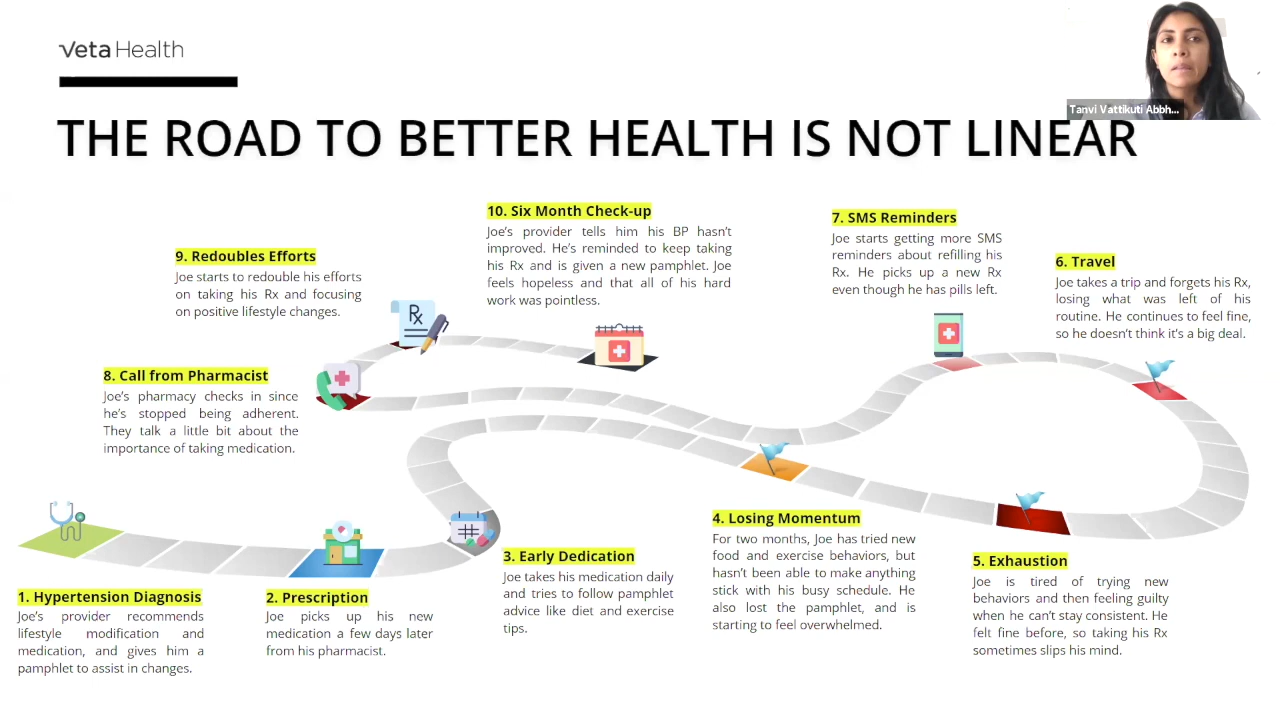 Veta Health
Tanvi Vattikuti Abbh...
THE ROAD TO BETTER HEALTH IS NOT LINEAR
1. Hypertension Diagnosis
Joe's provider recommends
lifestyle modification and
medication, and gives him a
pamphlet to assist in changes.
2. Prescription
Joe picks up his new
medication a few days later
from his pharmacist.
3. Early Dedication
Joe takes his medication daily
and tries to follow pamphlet
advice like diet and exercise
tips.
4. Losing Momentum
For two months, Joe has tried new
food and exercise behaviors, but
hasn't been able to make anything
stick with his busy schedule. He
also lost the pamphlet, and is
starting to feel overwhelmed.
5. Exhaustion
Joe is tired of trying new
behaviors and then feeling guilty
when he can't stay consistent. He
felt fine before, so taking his Rx
sometimes slips his mind.
6. Travel
Joe takes a trip and forgets his Rx,
losing what was left of his
routine. He continues to feel fine,
so he doesn't think it's a big deal.
7. SMS Reminders
Joe starts getting more SMS
reminders about refilling his
Rx. He picks up a new Rx
even though he has pills left.
8. Call from Pharmacist
Joe's pharmacy checks in since
he's stopped being adherent.
They talk a little bit about the
importance of taking medication.
9. Redoubles Efforts
Joe starts to redouble his efforts
on taking his Rx and focusing
on positive lifestyle changes.
Rx
10. Six Month Check-up
Joe's provider tells him his BP hasn't
improved. He's reminded to keep taking
his Rx and is given a new pamphlet. Joe
feels hopeless and that all of his hard
work was pointless.